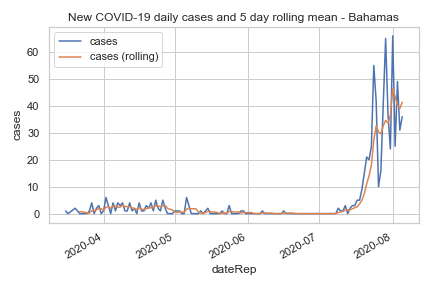 New COVID-19 daily cases and 5 day rolling mean - Bahamas
cases
cases (rolling)
60
50
40
30
20
10
0
cases
2020-04
2020-05
2020-06
2020-07
2020-08
dateRep